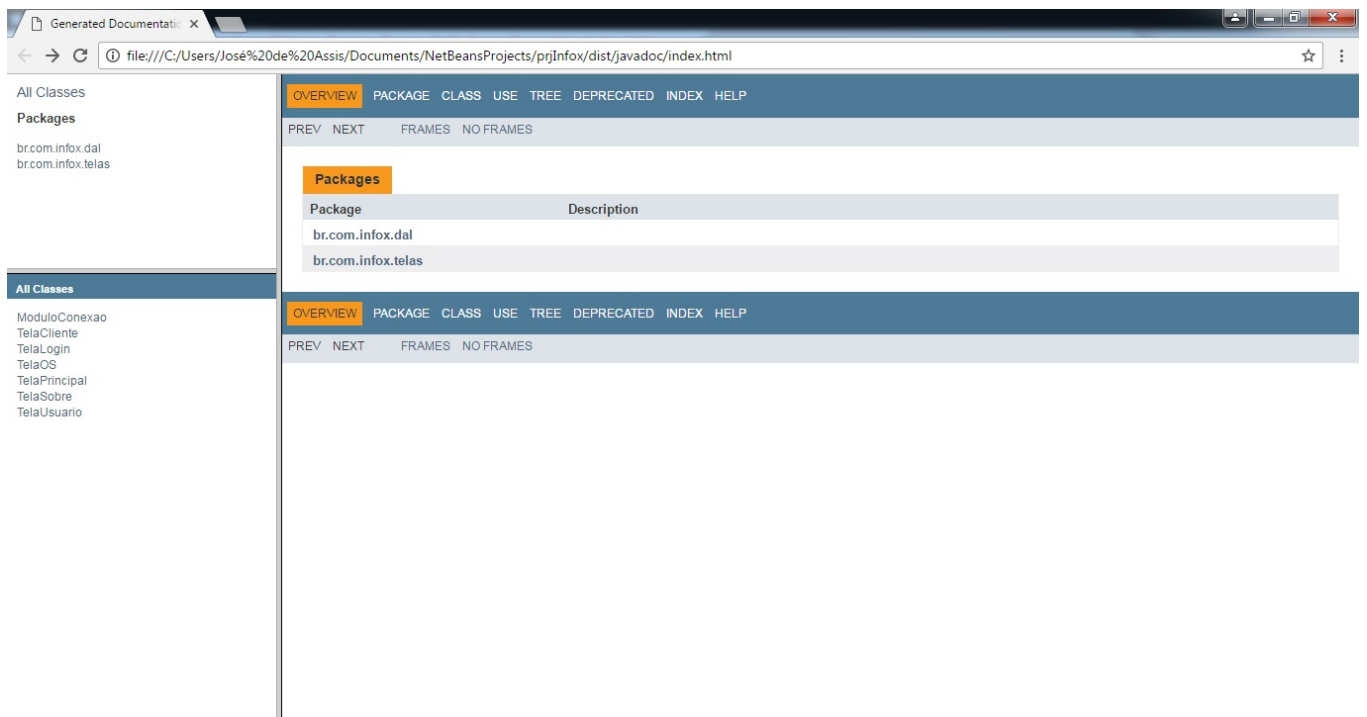 Generated Documentatic
file:///C:/Users/José%20de%20Assis/Documents/NetBeansProjects/prjInfox/dist/javadoc/index.html
All Classes
Packages
br.com.infox.dal
br.com.infox.telas
All Classes
ModuloConexao
TelaCliente
TelaLogin
TelaOS
TelaPrincipal
TelaSobre
TelaUsuario
OVERVIEW PACKAGE CLASS USE TREE DEPRECATED INDEX HELP
PREV NEXT FRAMES NO FRAMES
Packages
Package Description
br.com.infox.dal
br.com.infox.telas
OVERVIEW PACKAGE CLASS USE TREE DEPRECATED INDEX HELP
PREV NEXT FRAMES NO FRAMES